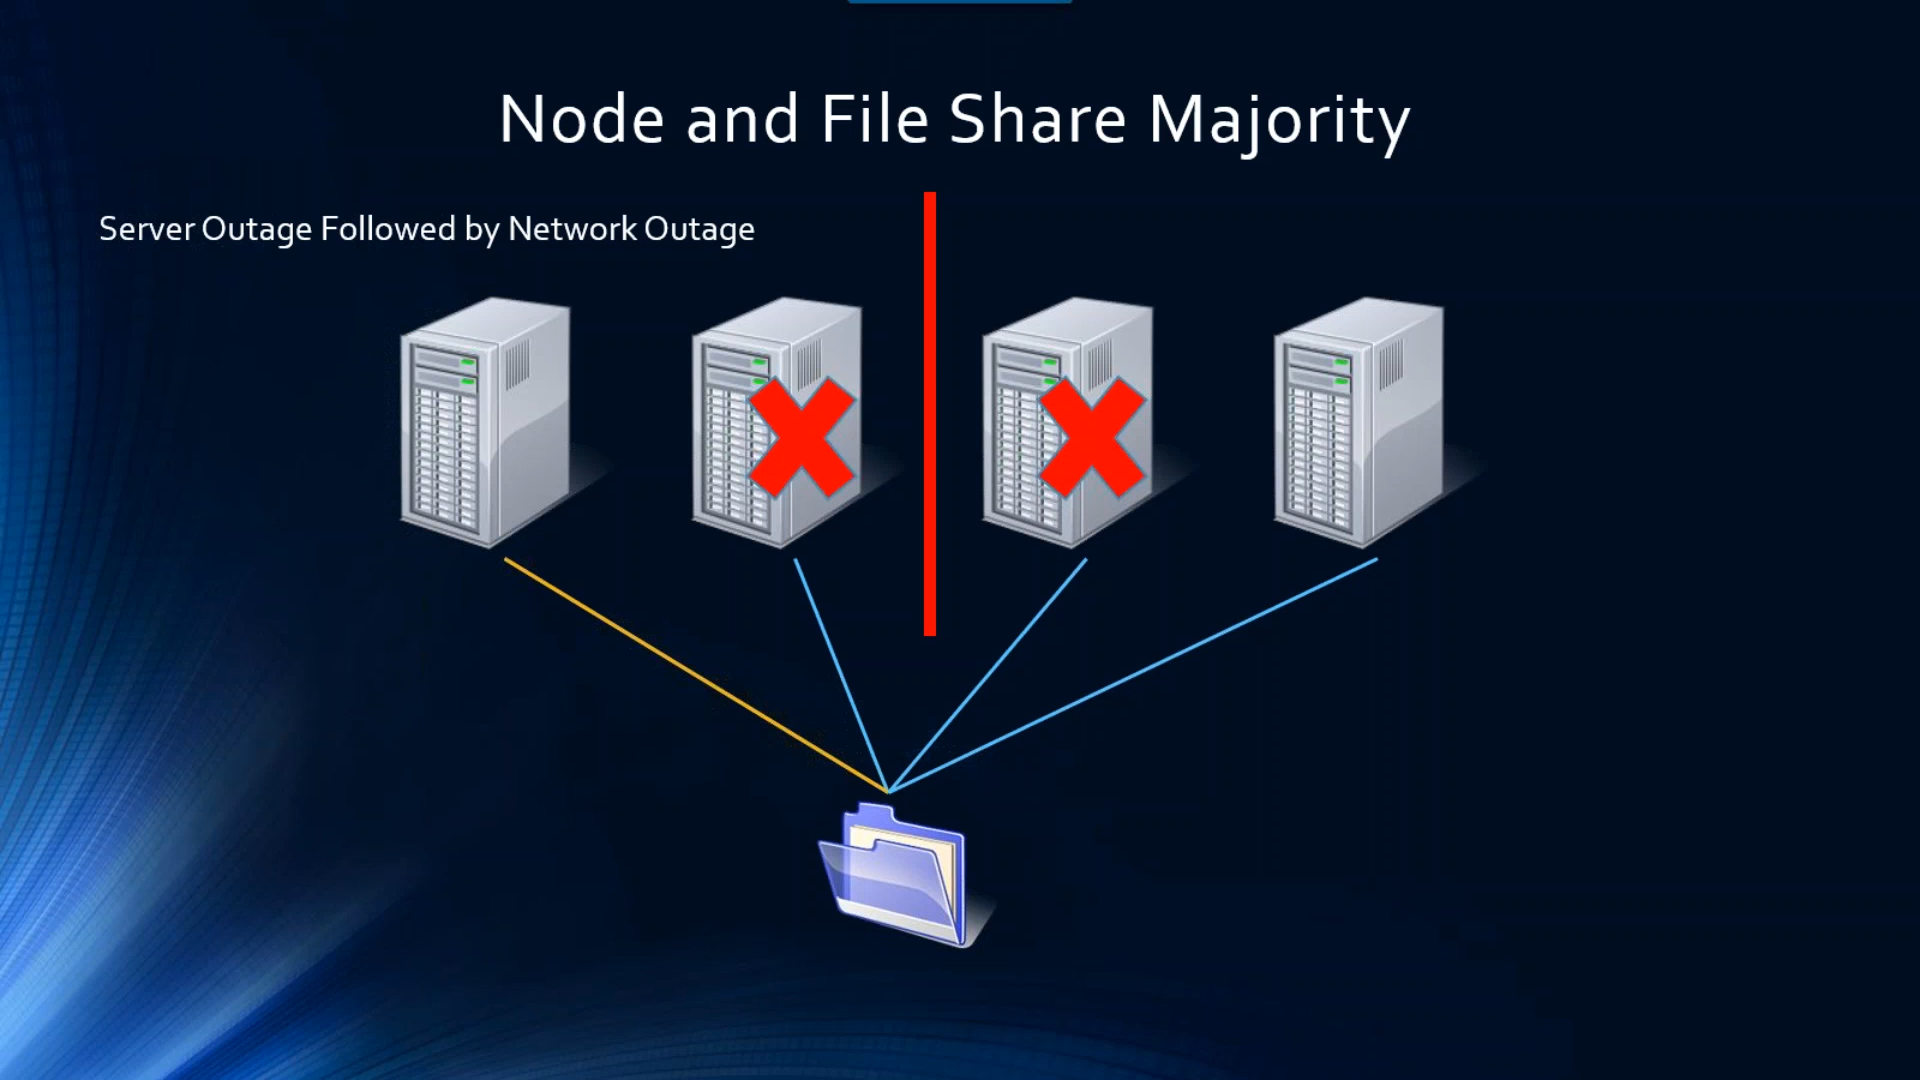 Node and File Share Majority
Server Outage Followed by Network Outage